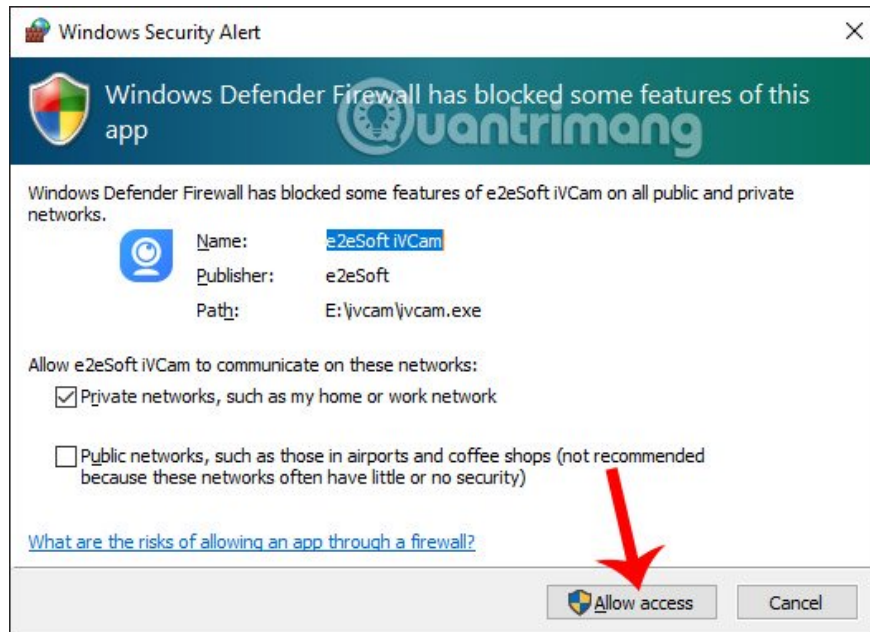 Windows Security Alert
Windows Defender Firewall has blocked some features of this
app
Quantrimang
Windows Defender Firewall has blocked some features of e2eSoft iVCam on all public and private
networks.
Name: e2eSoft iVCam
Publisher: e2eSoft
Path: E:\ivcam\ivcam.exe
Allow e2eSoft iVCam to communicate on these networks:
Private networks, such as my home or work network
Public networks, such as those in airports and coffee shops (not recommended
because these networks often have little or no security)
What are the risks of allowing an app through a firewall?
Allow access Cancel